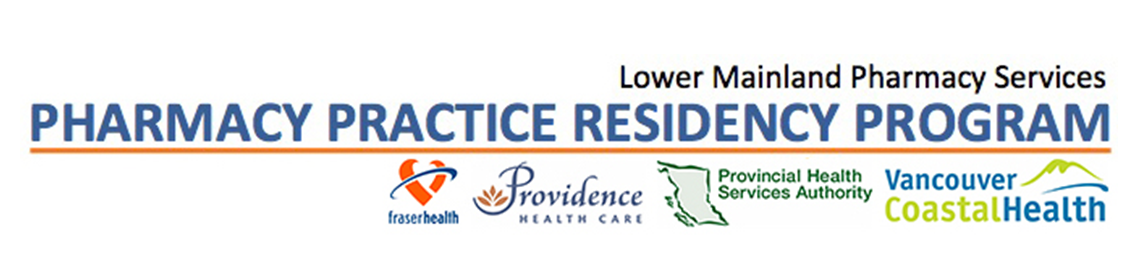 Lower Mainland Pharmacy Services
PHARMACY PRACTICE RESIDENCY PROGRAM
fraserhealth
Providence
HEALTH CARE
Provincial Health
Services Authority
Vancouver
CoastalHealth